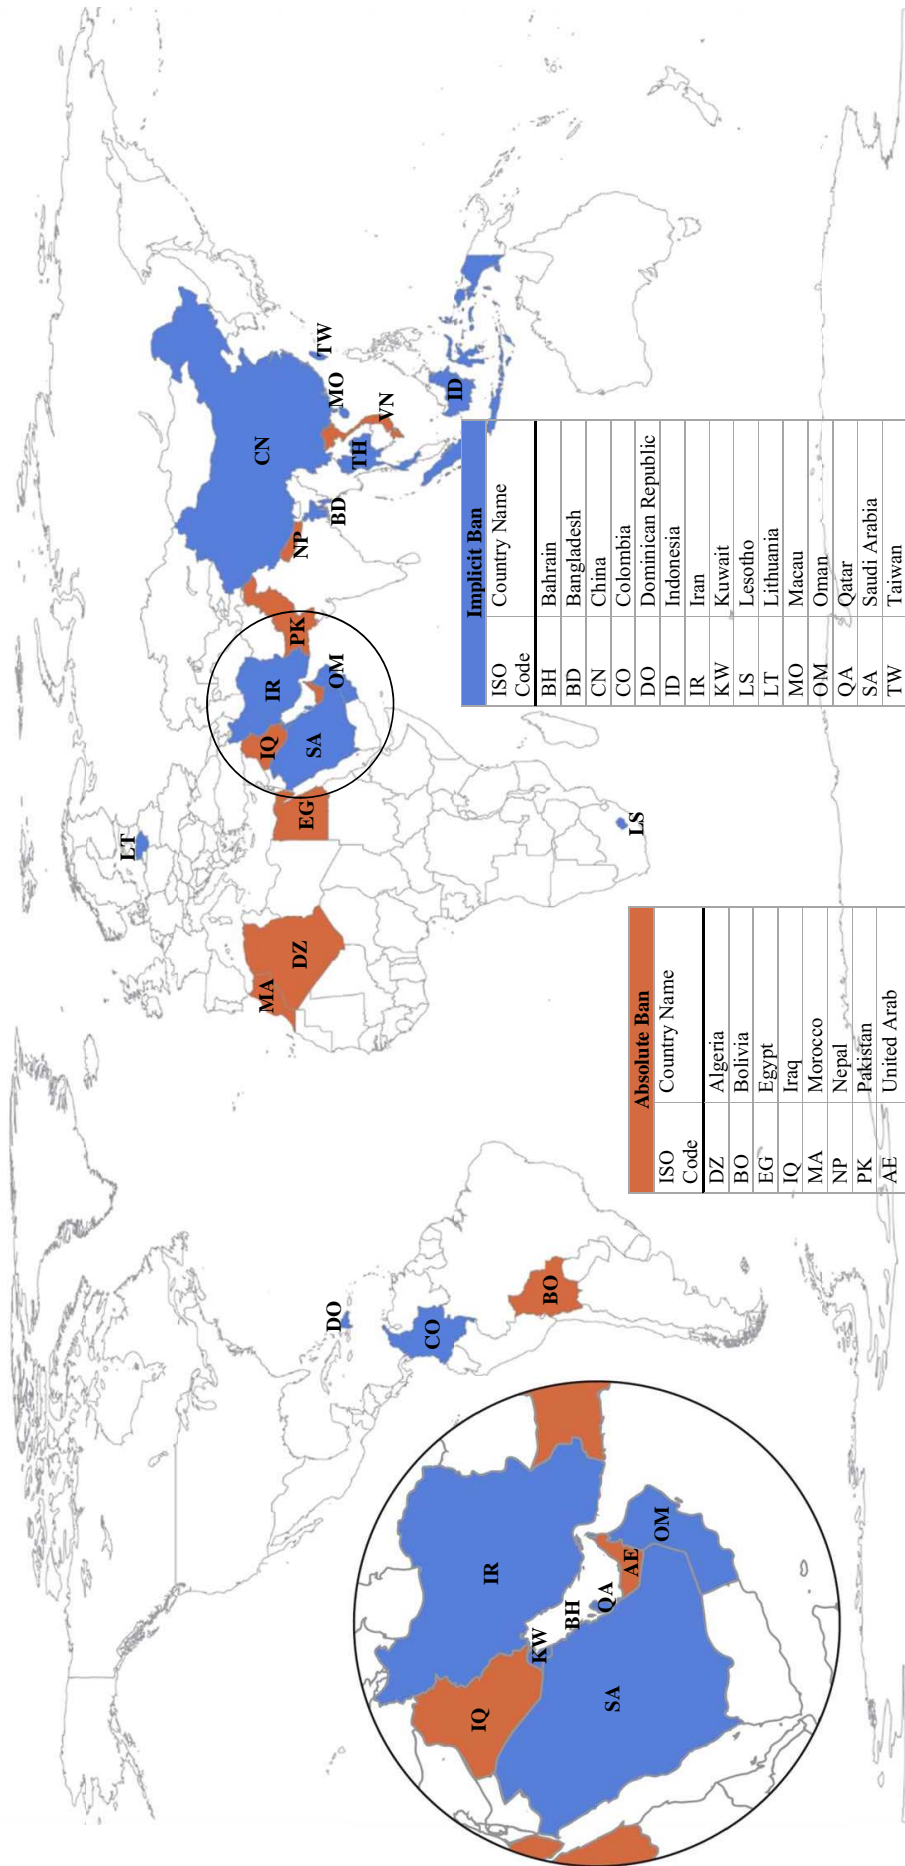 LT
CN
TW
MO
VN
TH
BD
NP
ID
PK
IR
OM
IQ
SA
EG
MA
DZ
LS
DO
CO
BO
IR
IQ
KW
BH
QA
AE
OM
SA
Absolute Ban
ISO Code Country Name
DZ Algeria
BO Bolivia
EG Egypt
IQ Iraq
MA Morocco
NP Nepal
PK Pakistan
AE United Arab
Implicit Ban
ISO Code Country Name
BH Bahrain
BD Bangladesh
CN China
CO Colombia
DO Dominican Republic
ID Indonesia
IR Iran
KW Kuwait
LS Lesotho
LT Lithuania
MO Macau
OM Oman
QA Qatar
SA Saudi Arabia
TW Taiwan